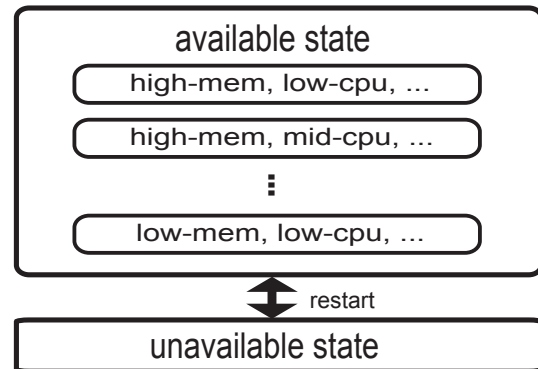 available state
high-mem, low-cpu, ...
high-mem, mid-cpu, ...
⋮
low-mem, low-cpu, ...
restart
unavailable state